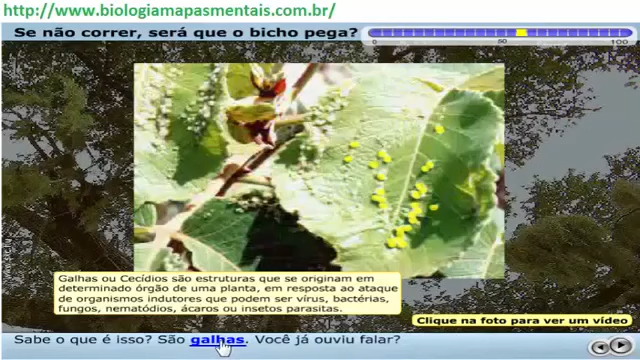 http://www.biologiamapasmentais.com.br/
Se não correr, será que o bicho pega?
0 50 100
Galhas ou Cecídios são estruturas que se originam em
determinado órgão de uma planta, em resposta ao ataque
de organismos indutores que podem ser vírus, bactérias,
fungos, nematódios, ácaros ou insetos parasitas.
Clique na foto para ver um vídeo
Sabe o que é isso? São galhas. Você já ouviu falar?